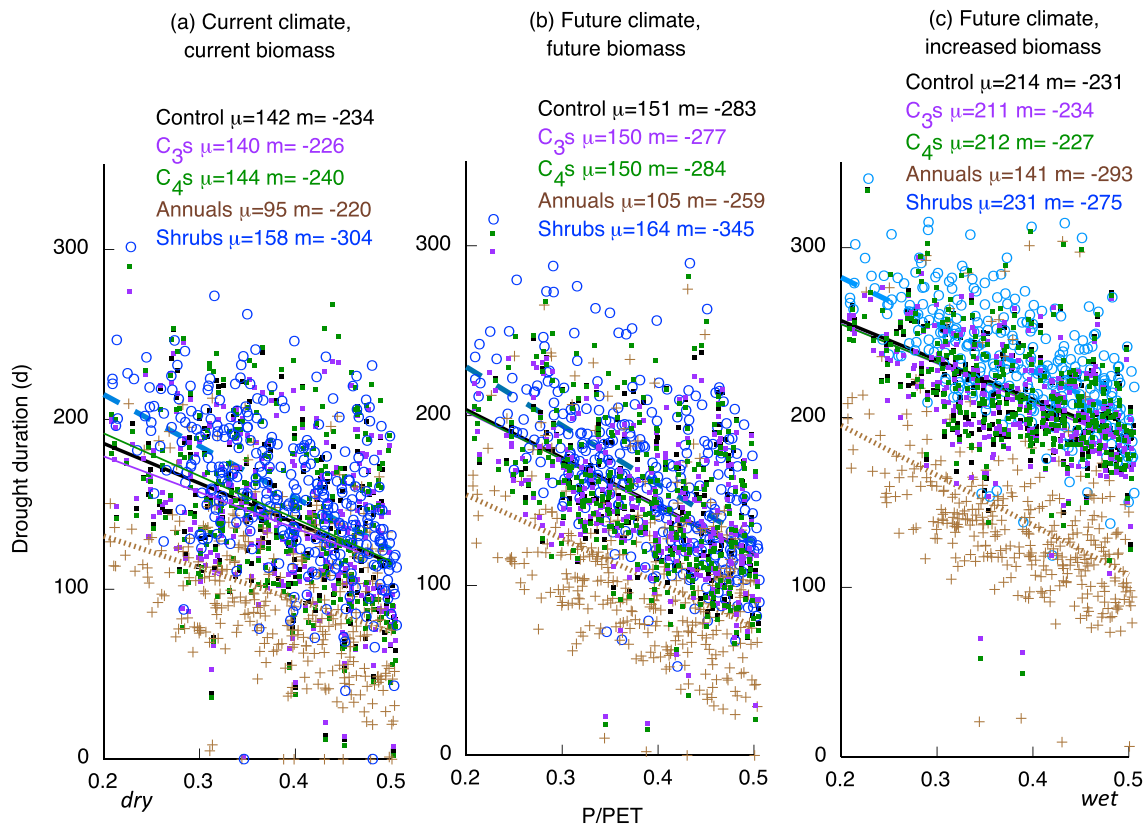 (a) Current climate,
current biomass
Control μ=142 m= -234
C3s μ=140 m= -226
C4s μ=144 m= -240
Annuals μ=95 m= -220
Shrubs μ=158 m= -304
(b) Future climate,
future biomass
Control μ=151 m= -283
C3s μ=150 m= -277
C4s μ=150 m= -284
Annuals μ=105 m= -259
Shrubs μ=164 m= -345
(c) Future climate,
increased biomass
Control μ=214 m= -231
C3s μ=211 m= -234
C4s μ=212 m= -227
Annuals μ=141 m= -293
Shrubs μ=231 m= -275
Drought duration (d)
300
200
100
0
0.2 0.3 0.4 0.5
dry
300
200
100
0
0.2 0.3 0.4 0.5
P/PET
300
200
100
0
0.2 0.3 0.4 0.5
wet